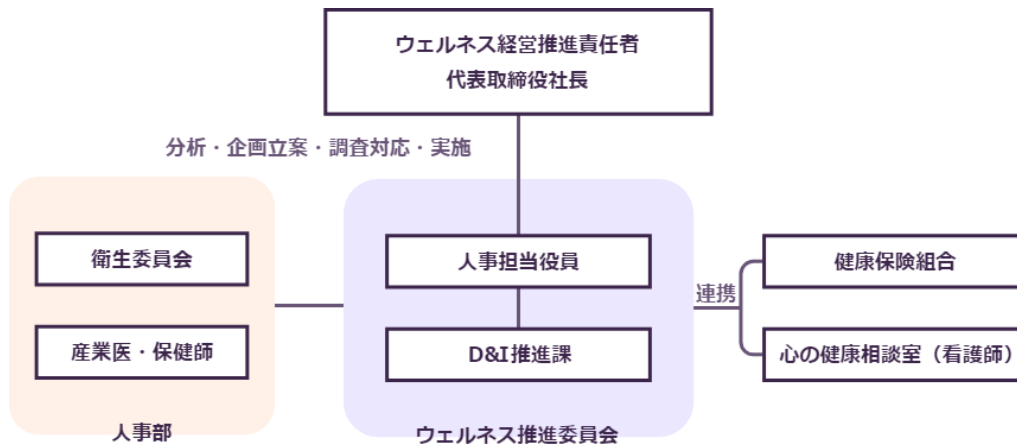 ウェルネス経営推進責任者
代表取締役社長
分析・企画立案・調査対応・実施
衛生委員会
産業医・保健師
人事部
人事担当役員
D&I推進課
ウェルネス推進委員会
連携
健康保険組合
心の健康相談室（看護師）